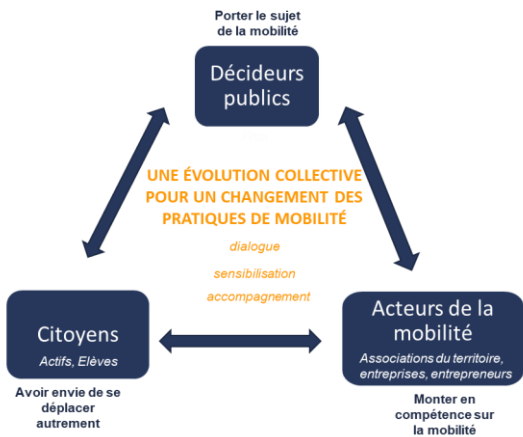 Porter le sujet
de la mobilité
Décideurs
publics
UNE ÉVOLUTION COLLECTIVE
POUR UN CHANGEMENT DES
PRATIQUES DE MOBILITÉ
dialogue
sensibilisation
accompagnement
Citoyens
Actifs, Elèves
Avoir envie de se
déplacer
autrement
Acteurs de la
mobilité
Associations du territoire,
entreprises, entrepreneurs
Monter en
compétence sur
la mobilité